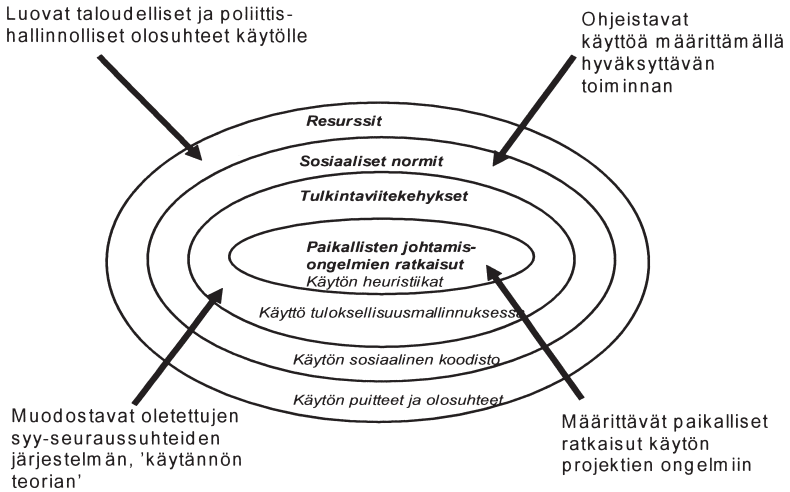 Luovat taloudelliset ja poliittis-
hallinnolliset olosuhteet käytölle
Ohjeistavat
käyttöä määrittämällä
hyväksyttävän
toiminnan
Resurssit
Sosiaaliset normit
Tulkintaviitekehykset
Paikallisten johtamis-
ongelmien ratkaisut
Käytön heuristiikat
Käyttö tuloksellisuusmallinnuksessa
Käytön sosiaalinen koodisto
Käytön puitteet ja olosuhteet
Muodostavat oletettujen
syy-seuraussuhteiden
järjestelmän, ’käytännön
teorian’
Määrittävät paikalliset
ratkaisut käytön
projektien ongelmiin